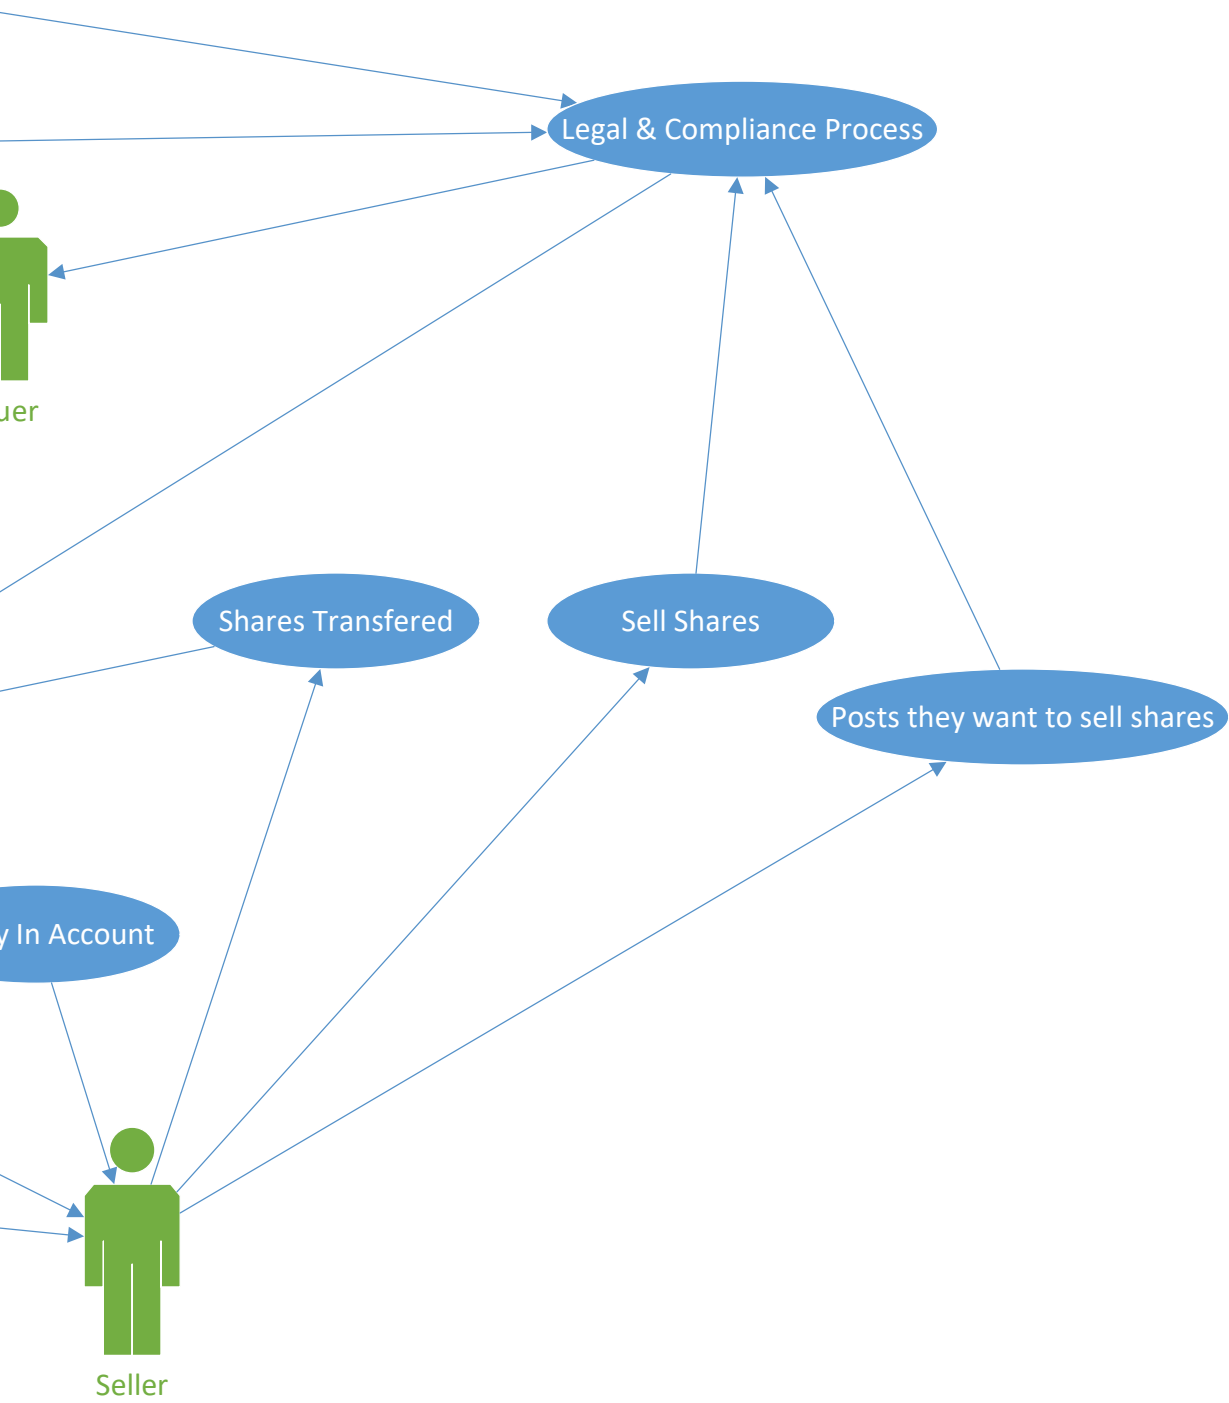 Legal & Compliance Process
uer
Shares Transfered
Sell Shares
Posts they want to sell shares
y In Account
Seller